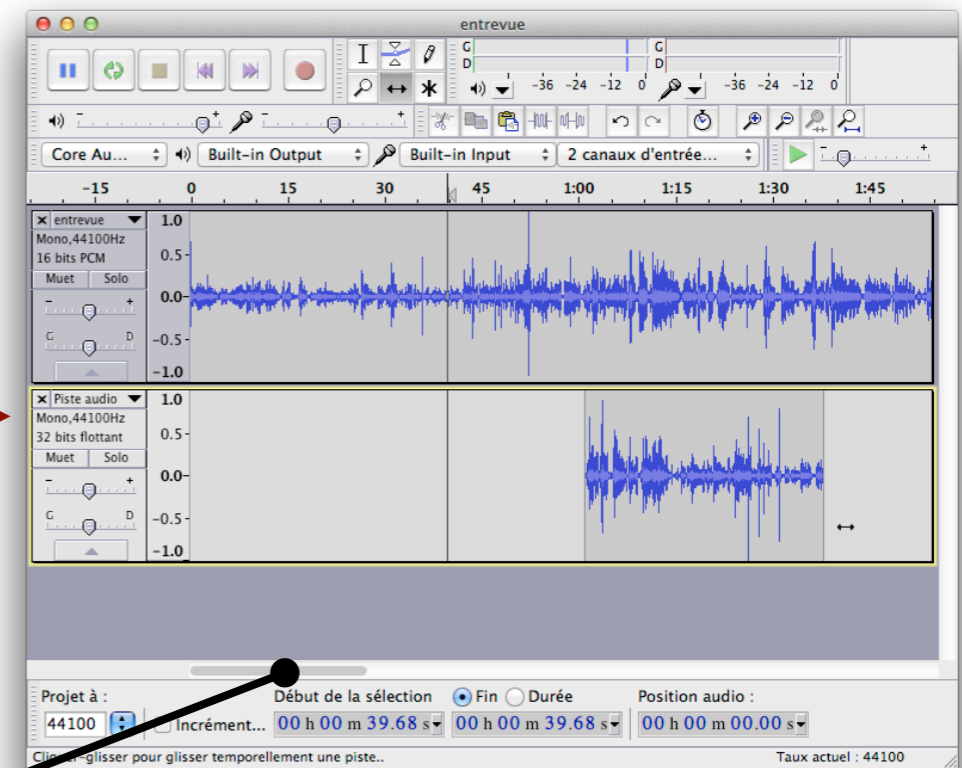 entrevue
G
D
-36 -24 -12 0
G
D
-36 -24 -12 0
- +
- +
Core Au... Built-in Output Built-in Input 2 canaux d'entrée... - +
-15 0 15 30 45 1:00 1:15 1:30 1:45
x entrevue
Mono,44100Hz
16 bits PCM
Muet Solo
- +
G D
1.0
0.5-
0.0-
-0.5-
-1.0
x Piste audio
Mono,44100Hz
32 bits flottant
Muet Solo
- +
G D
1.0
0.5-
0.0-
-0.5-
-1.0
Projet à : Début de la sélection Fin Durée Position audio :
44100 Incrément... 00 h 00 m 39.68 s 00 h 00 m 39.68 s 00 h 00 m 00.00 s
glisser pour glisser temporellement une piste.. Taux actuel : 44100